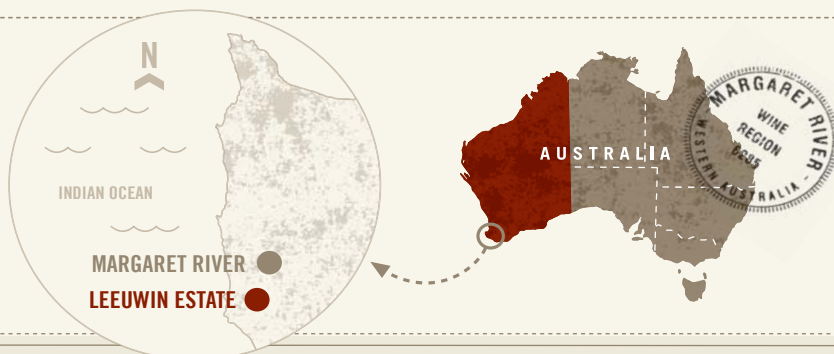 N
INDIAN OCEAN
MARGARET RIVER
LEEUWIN ESTATE
AUSTRALIA
MARGARET RIVER
WINE
REGION
6285
WESTERN AUSTRALIA